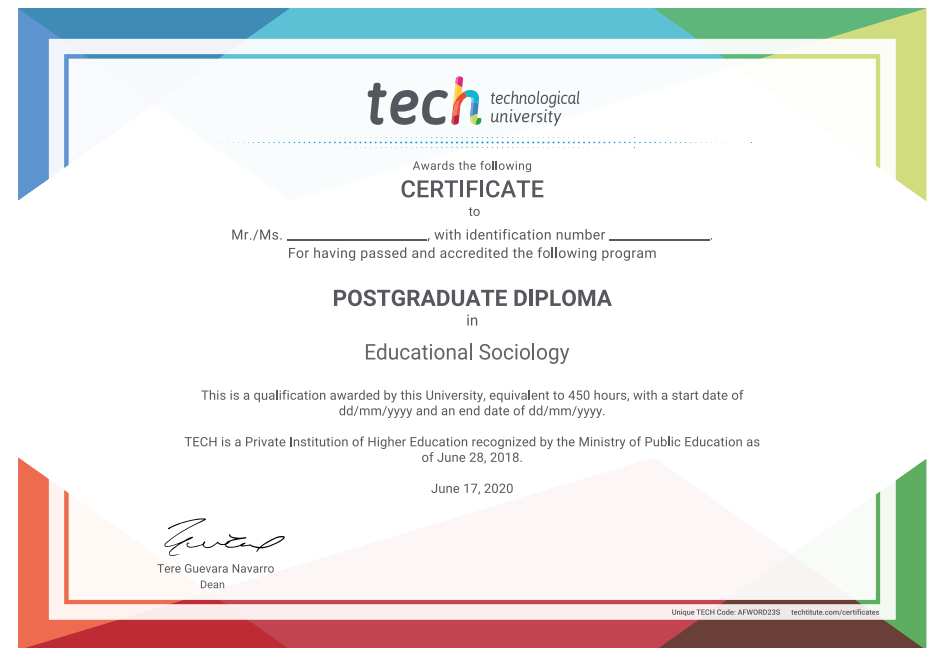 tech technological
university
Awards the following
CERTIFICATE
to
Mr./Ms. ____________, with identification number ____________.
For having passed and accredited the following program
POSTGRADUATE DIPLOMA
in
Educational Sociology
This is a qualification awarded by this University, equivalent to 450 hours, with a start date of
dd/mm/yyyy and an end date of dd/mm/yyyy.
TECH is a Private Institution of Higher Education recognized by the Ministry of Public Education as
of June 28, 2018.
June 17, 2020
Tere Guevara Navarro
Dean
Unique TECH Code: AFWORD23S techtitute.com/certificates